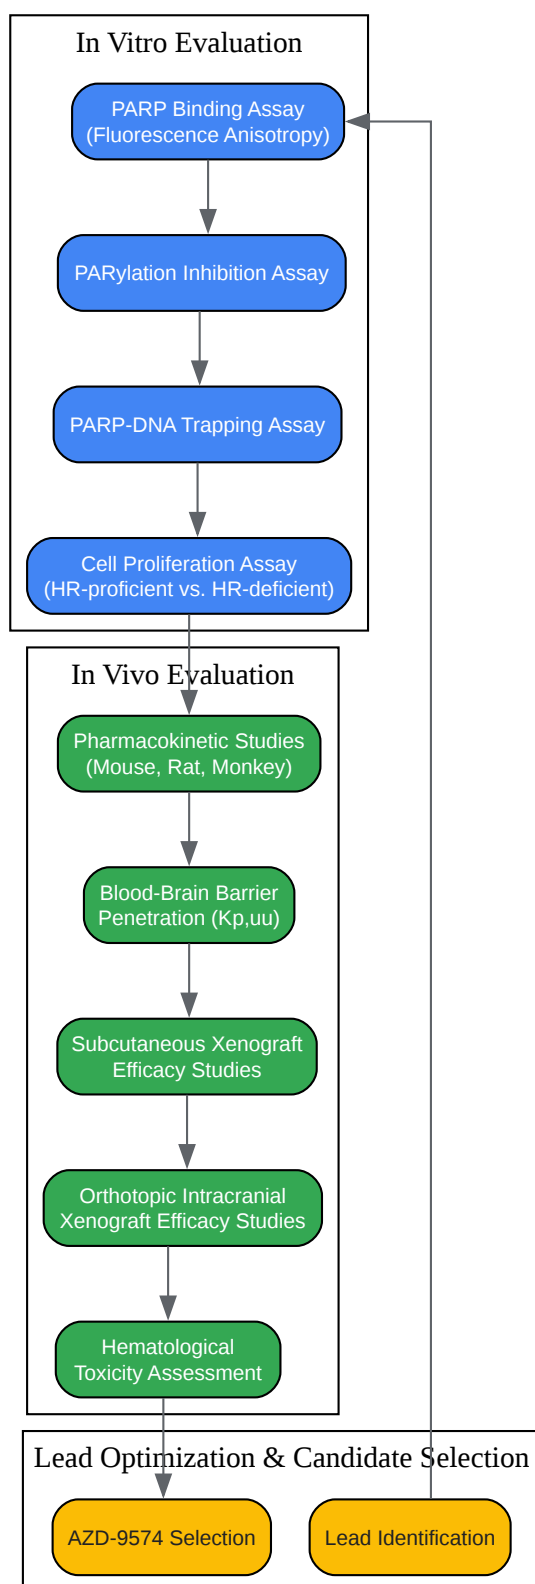 In Vitro Evaluation
PARP Binding Assay
(Fluorescence Anisotropy)
PARylation Inhibition Assay
PARP-DNA Trapping Assay
Cell Proliferation Assay
(HR-proficient vs. HR-deficient)
In Vivo Evaluation
Pharmacokinetic Studies
(Mouse, Rat, Monkey)
Blood-Brain Barrier
Penetration (Kp,uu)
Subcutaneous Xenograft
Efficacy Studies
Orthotopic Intracranial
Xenograft Efficacy Studies
Hematological
Toxicity Assessment
Lead Optimization & Candidate Selection
AZD-9574 Selection
Lead Identification